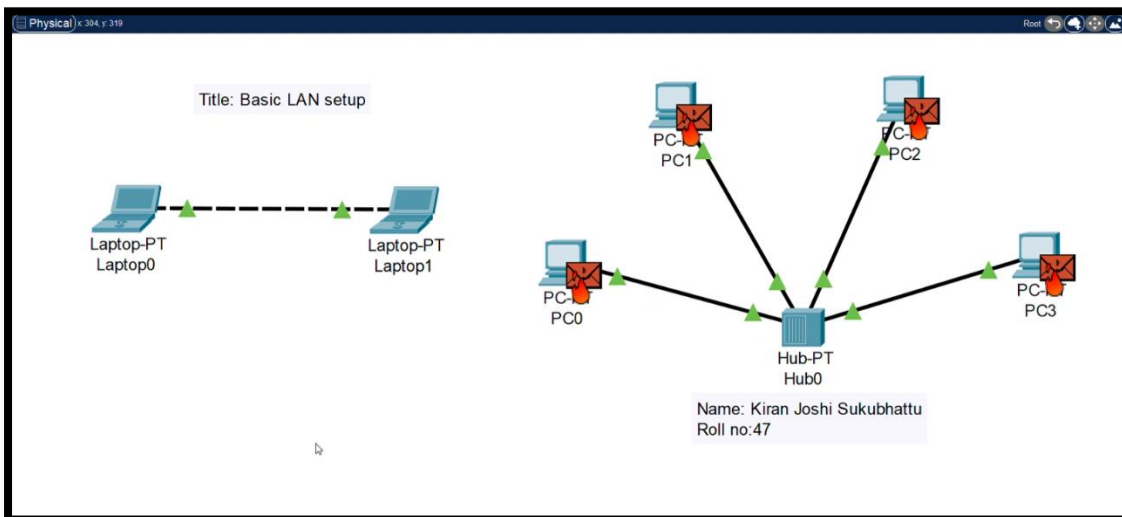 Physical x: 304, y: 319
Root
Title: Basic LAN setup
Laptop-PT
Laptop0
Laptop-PT
Laptop1
PC1
PC2
PC0
PC3
Hub-PT
Hub0
Name: Kiran Joshi Sukubhattu
Roll no:47